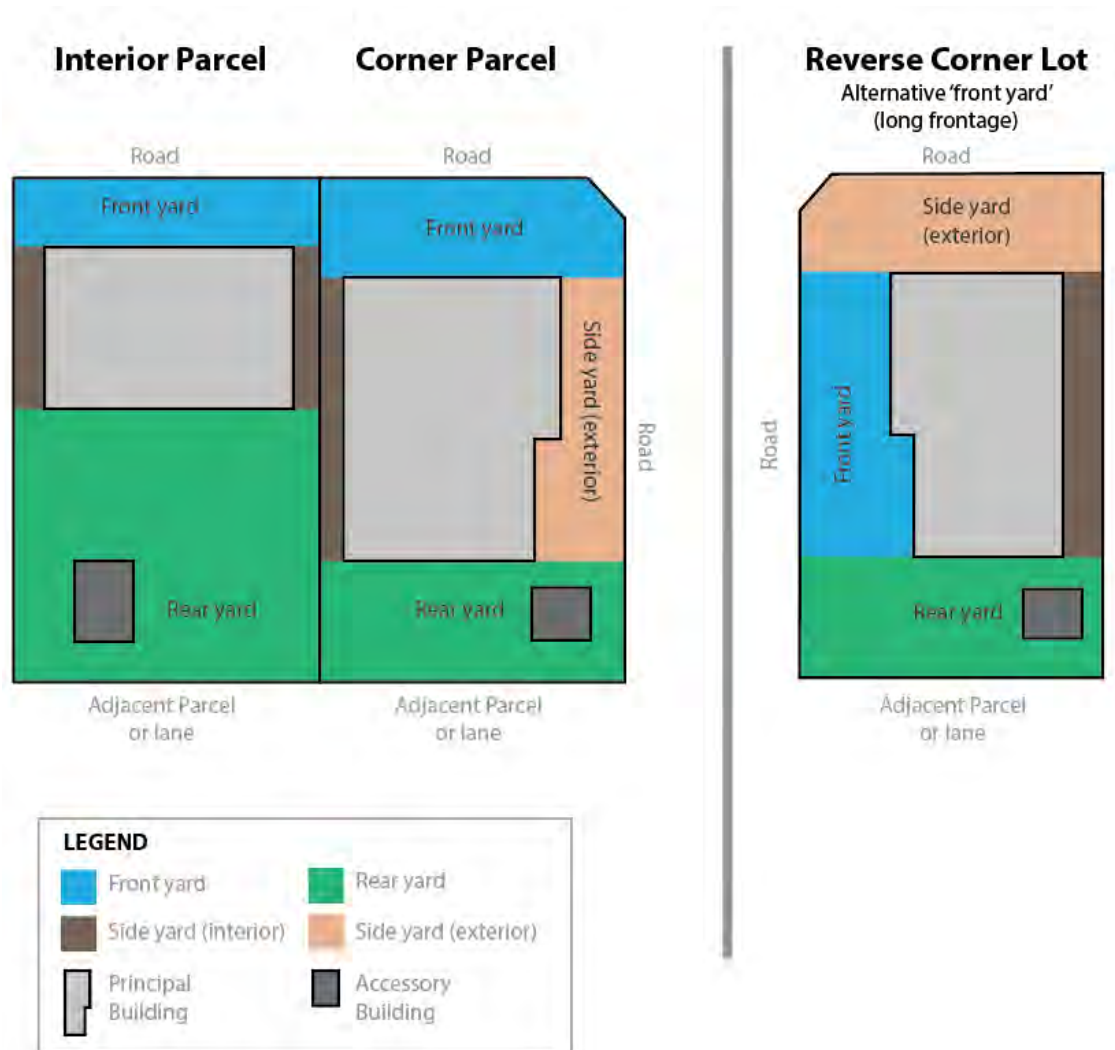 Interior Parcel
Corner Parcel
Reverse Corner Lot
Alternative 'front yard'
(long frontage)
Road
Road
Road
Front yard
Front yard
Side yard
(exterior)
Side yard (exterior)
Road
Road
Front yard
Rear yard
Rear yard
Rear yard
Adjacent Parcel
or lane
Adjacent Parcel
or lane
Adjacent Parcel
or lane
LEGEND
Front yard
Rear yard
Side yard (interior)
Side yard (exterior)
Principal
Building
Accessory
Building